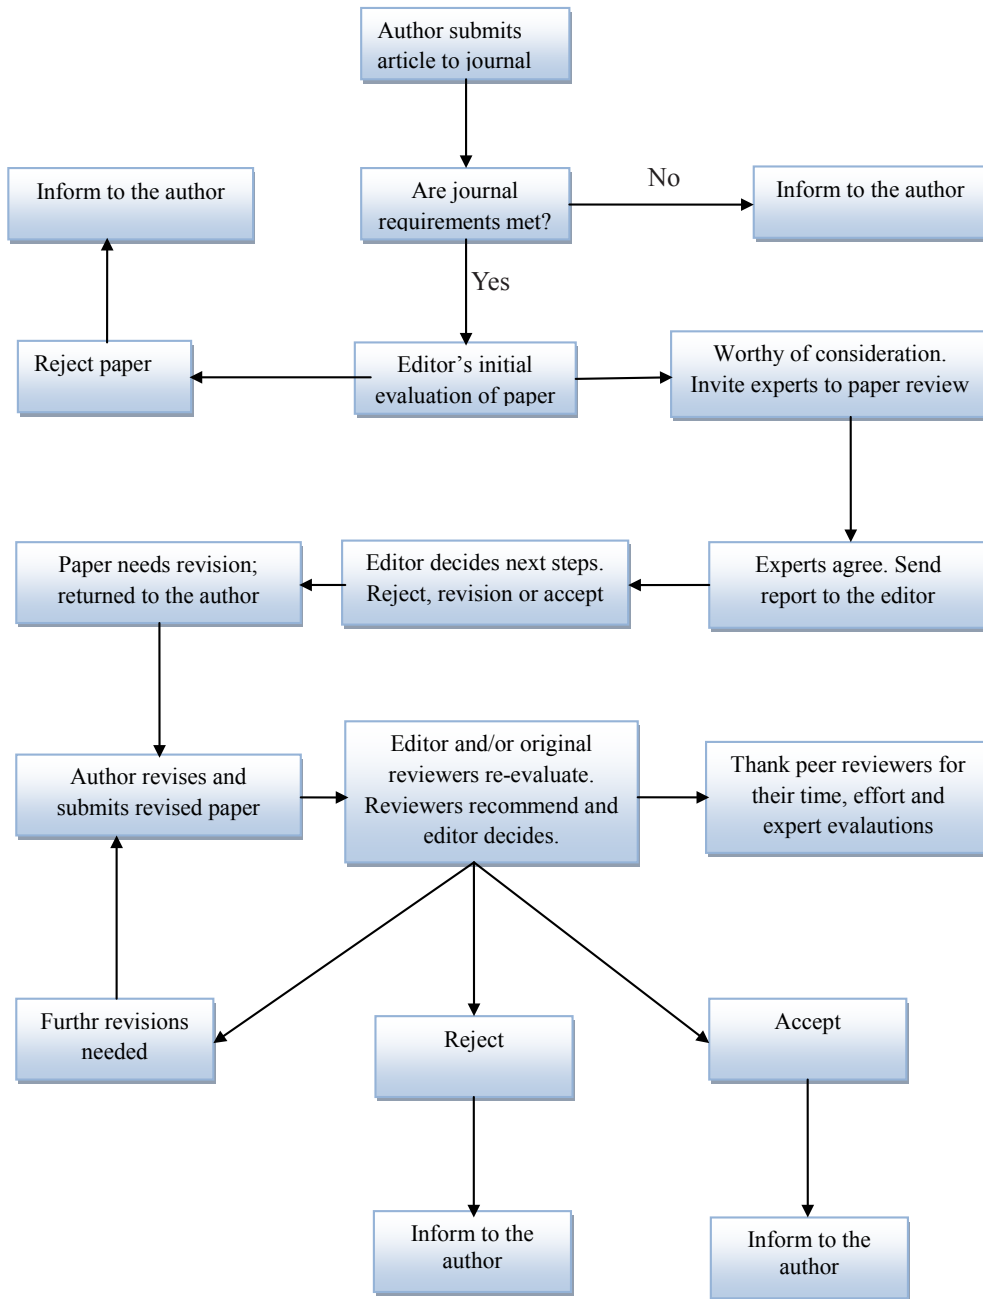 Author submits
article to journal
Inform to the author
Are journal
requirements met?
No
Inform to the author
Yes
Reject paper
Editor's initial
evaluation of paper
Worthy of consideration.
Invite experts to paper review
Paper needs revision;
returned to the author
Editor decides next steps.
Reject, revision or accept
Experts agree. Send
report to the editor
Author revises and
submits revised paper
Editor and/or original
reviewers re-evaluate.
Reviewers recommend and
editor decides.
Thank peer reviewers for
their time, effort and
expert evalautions
Furthr revisions
needed
Reject
Accept
Inform to the
author
Inform to the
author